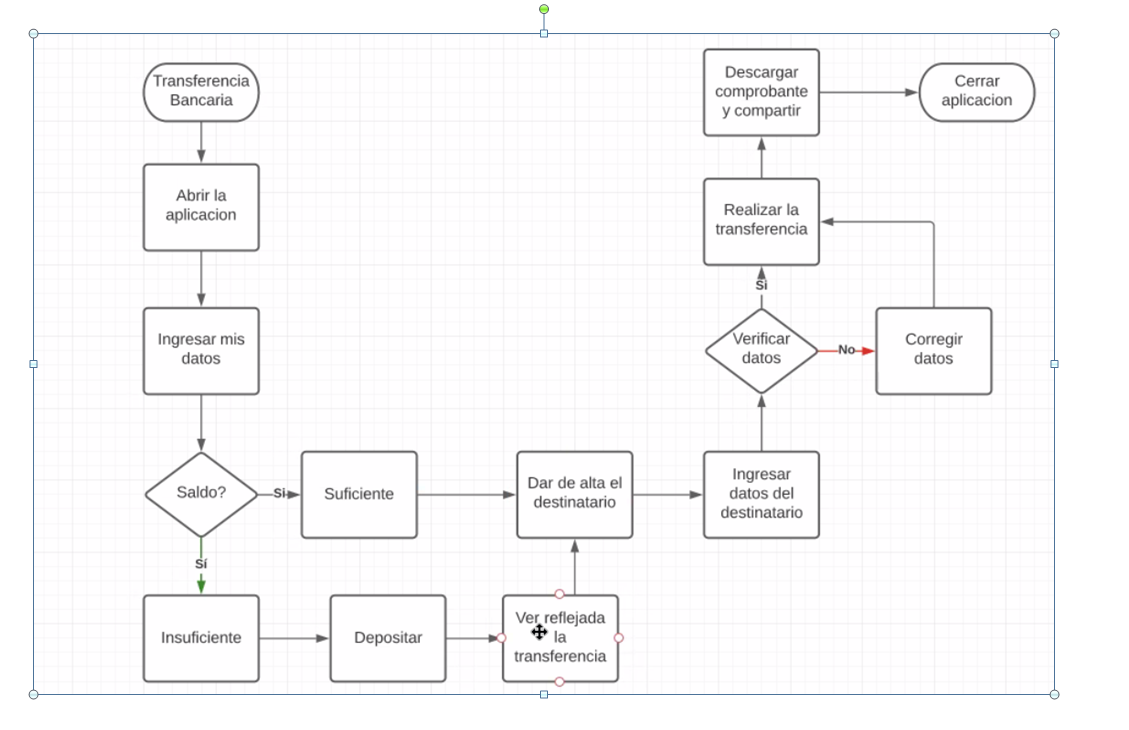 Transferencia
Bancaria
Abrir la
aplicacion
Ingresar mis
datos
Saldo?
Si
Suficiente
Sí
Insuficiente
Depositar
Ver reflejada
la
transferencia
Dar de alta el
destinatario
Ingresar
datos del
destinatario
Verificar
datos
No
Corregir
datos
Si
Realizar la
transferencia
Descargar
comprobante
y compartir
Cerrar
aplicacion